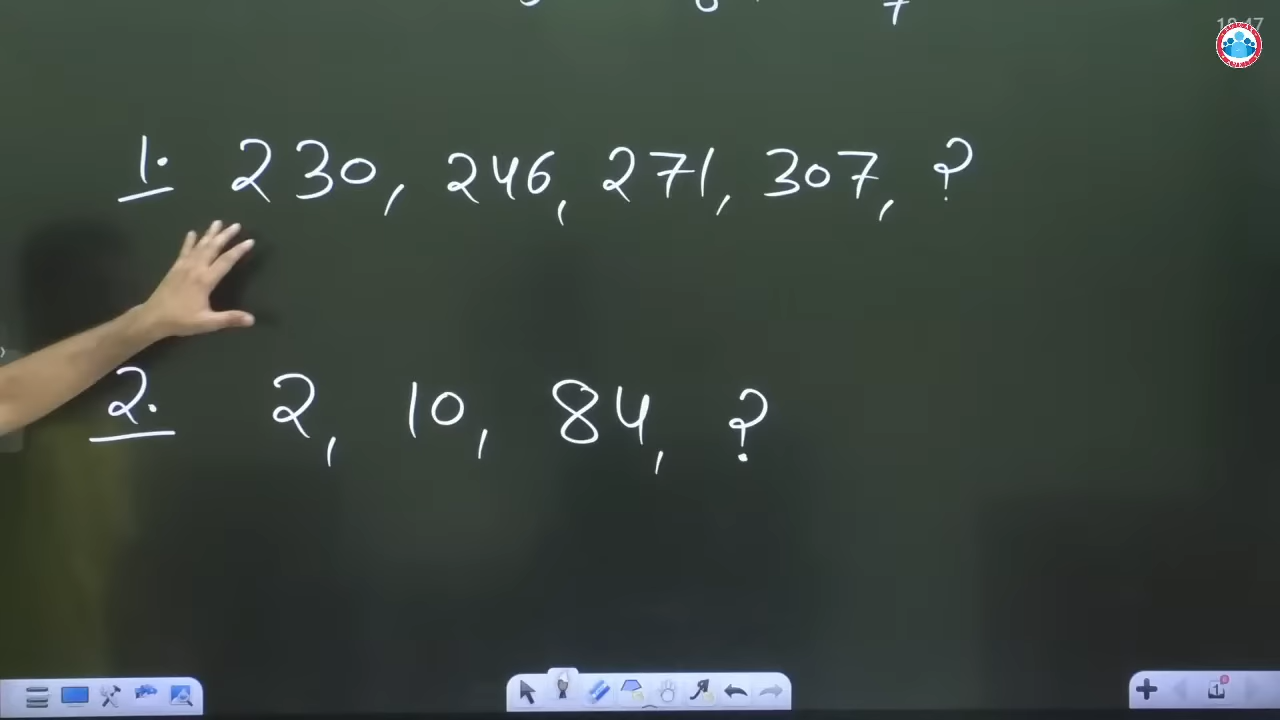 1. 230, 246, 271, 307, ?
2. 2, 10, 84, ?